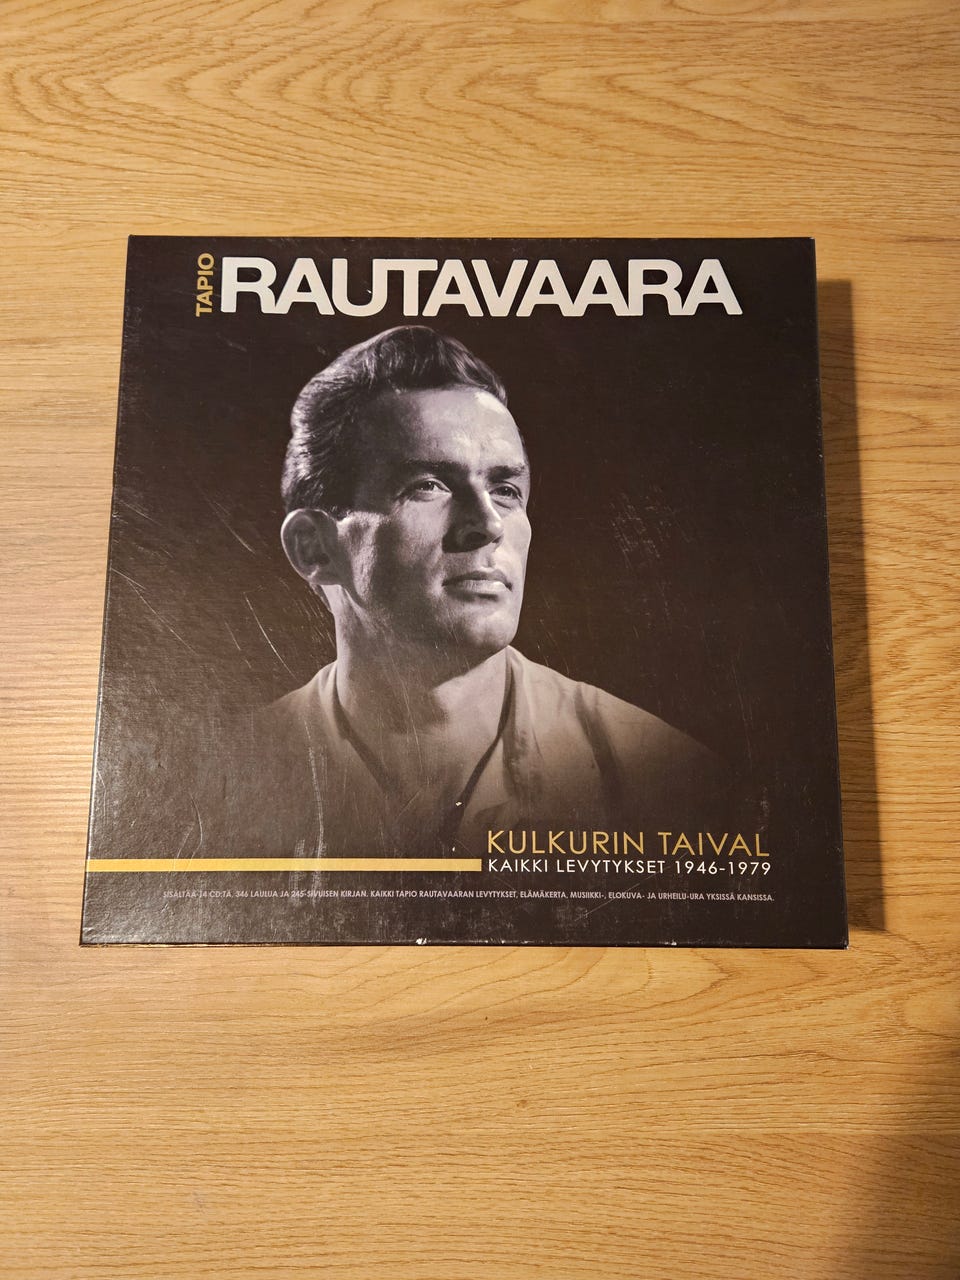 TAPIO RAUTAVAARA
KULKURIN TAIVAL
KAIKKI LEVYTYKSET 1946-1979
SISÄLTÄÄ 14 CD:TÄ, 346 LAULUA JA 245-SIVUISEN KIRJAN. KAIKKI TAPIO RAUTAVAARAN LEVYTYKSET, ELÄMÄKERTA, MUSIIKKI-, ELOKUVA- JA URHEILU-URA YKSISSÄ KANSISSA.